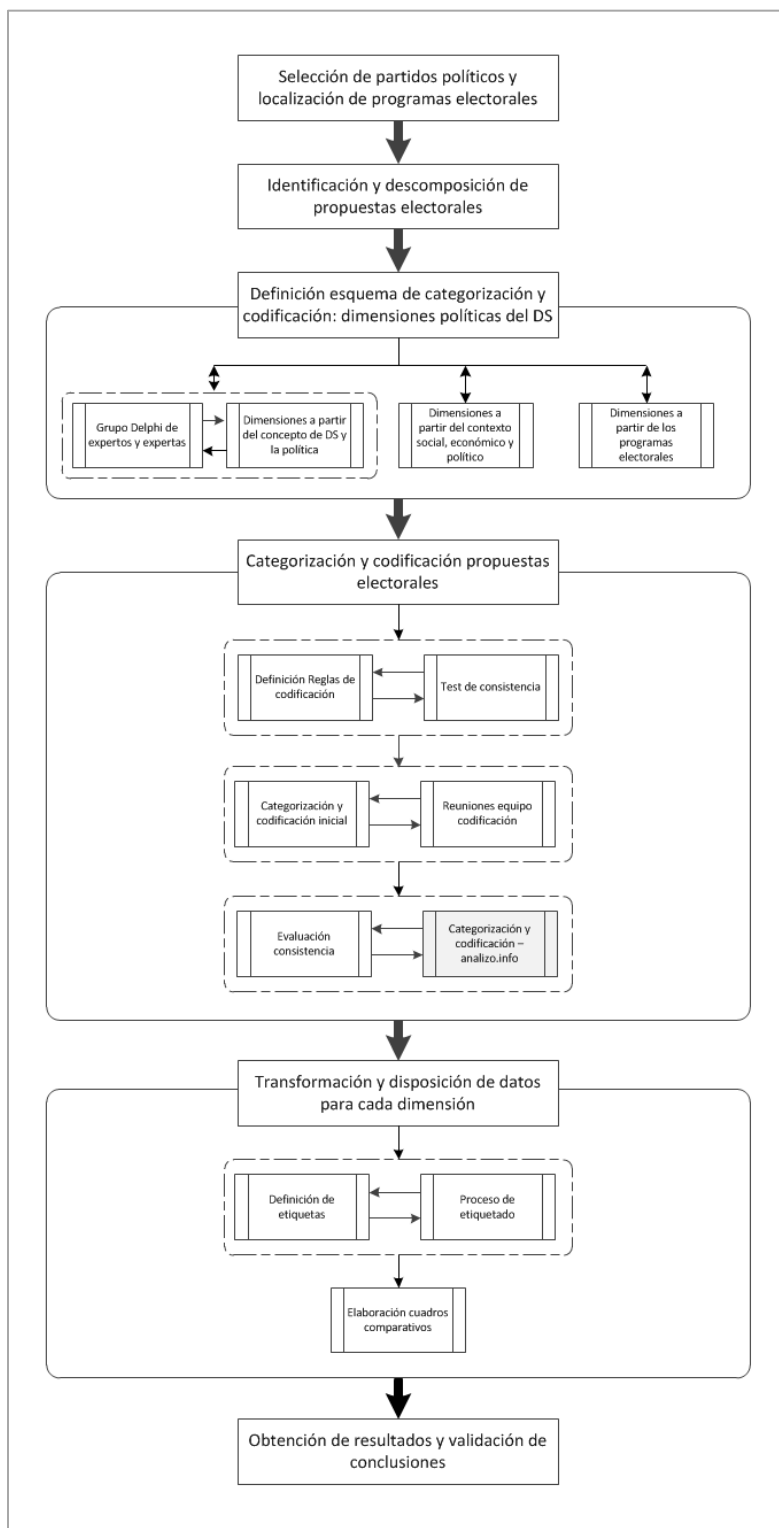 Selección de partidos políticos y
localización de programas electorales
Identificación y descomposición de
propuestas electorales
Definición esquema de categorización y
codificación: dimensiones políticas del DS
Grupo Delphi de
expertos y expertas
Dimensiones a partir
del concepto de DS y
la política
Dimensiones a
partir del contexto
social, económico y
político
Dimensiones a
partir de los
programas
electorales
Categorización y codificación propuestas
electorales
Definición Reglas de
codificación
Test de consistencia
Categorización y
codificación inicial
Reuniones equipo
codificación
Evaluación
consistencia
Categorización y
codificación –
analizo.info
Transformación y disposición de datos
para cada dimensión
Definición de
etiquetas
Proceso de
etiquetado
Elaboración cuadros
comparativos
Obtención de resultados y validación de
conclusiones